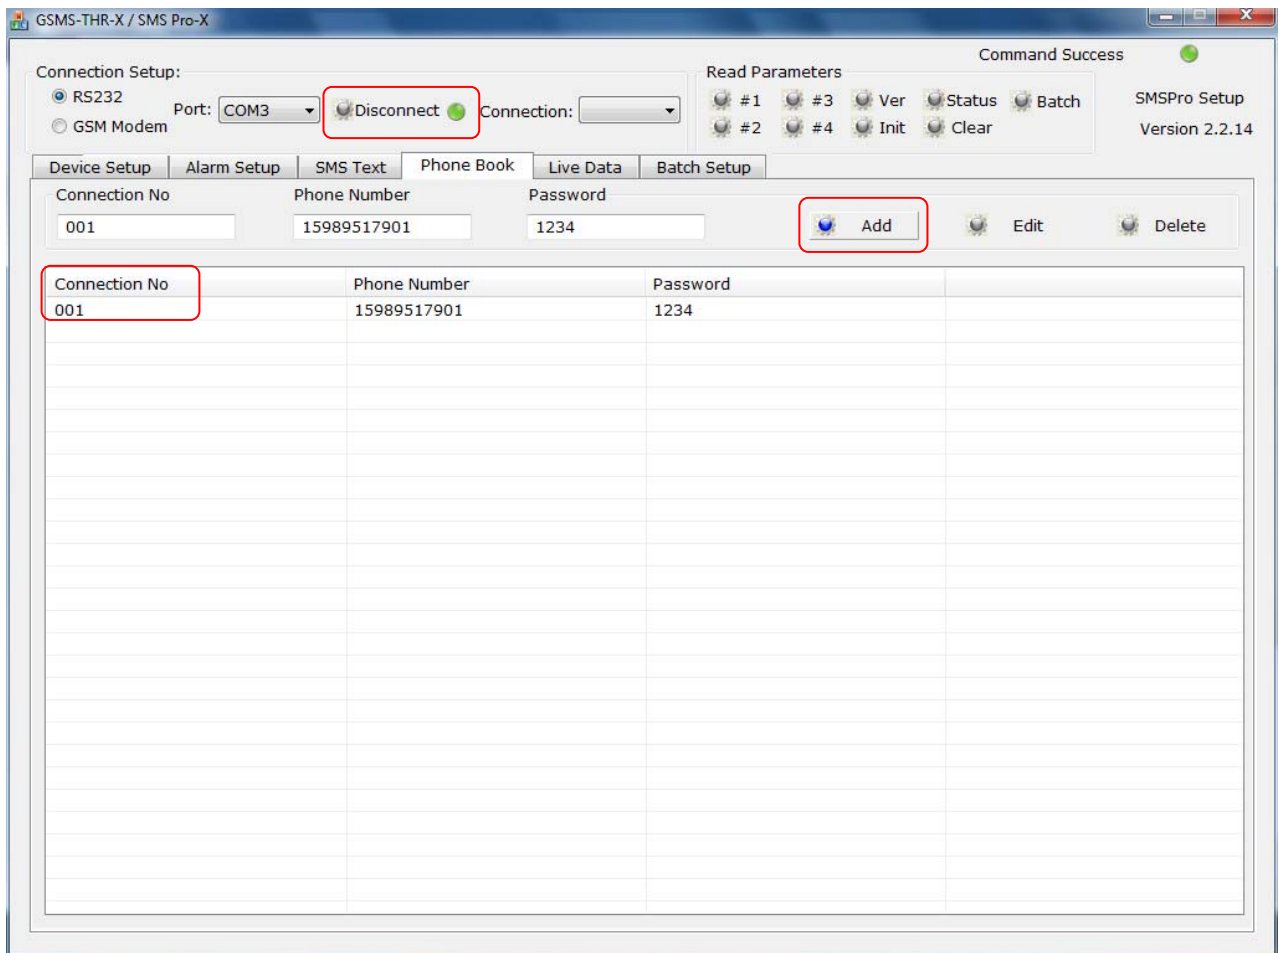 GSMS-THR-X / SMS Pro-X
Command Success
Connection Setup:
RS232
GSM Modem
Port: COM3
Disconnect
Connection:
Read Parameters
#1 #3 Ver Status Batch
#2 #4 Init Clear
SMSPro Setup
Version 2.2.14
Device Setup Alarm Setup SMS Text Phone Book Live Data Batch Setup
Connection No Phone Number Password
001 15989517901 1234 Add Edit Delete
Connection No Phone Number Password
001 15989517901 1234